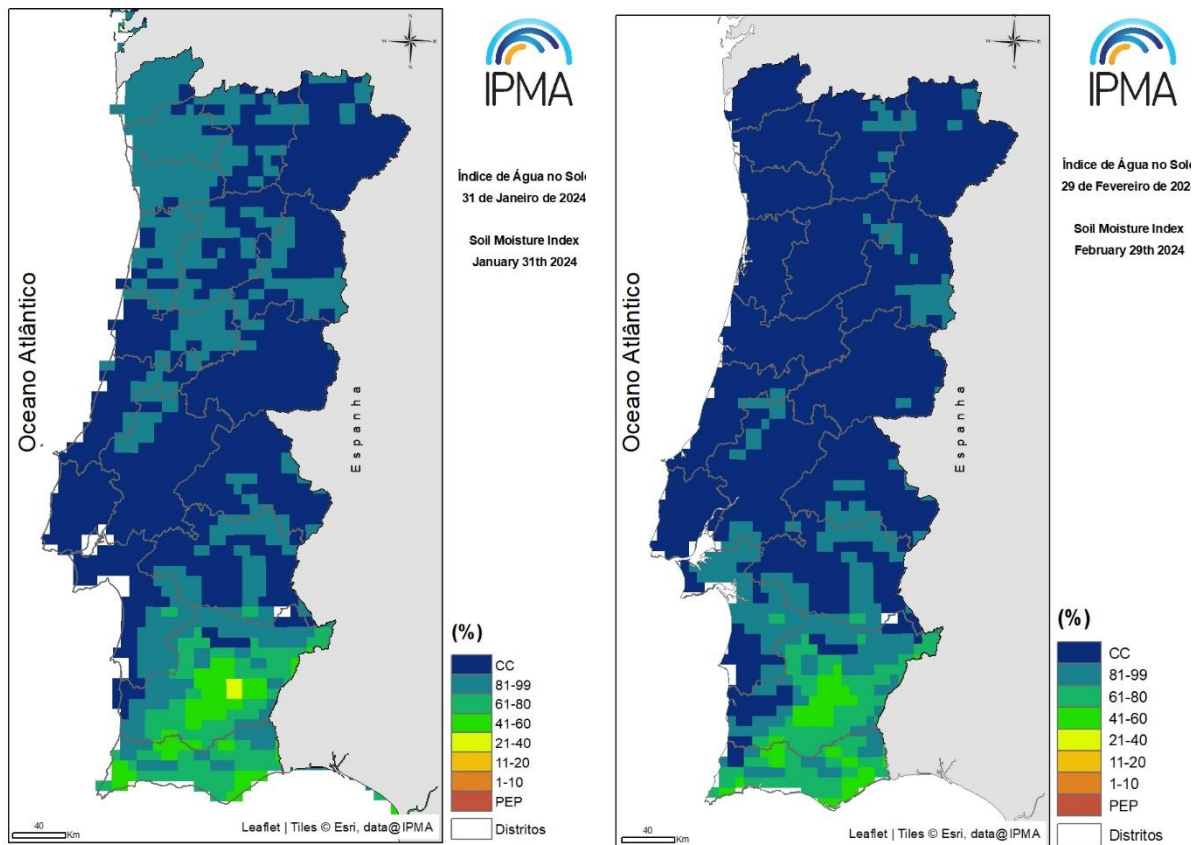 IPMA
Índice de Água no Sol
31 de Janeiro de 2024
Soil Moisture Index
January 31th 2024
Oceano Atlântico
Espanha
(%)
CC
81-99
61-80
41-60
21-40
11-20
1-10
PEP
Distritos
40
Km
Leaflet | Tiles © Esri, data@IPMA
IPMA
Índice de Água no Sol
29 de Fevereiro de 202
Soil Moisture Index
February 29th 2024
Oceano Atlântico
Espanha
(%)
CC
81-99
61-80
41-60
21-40
11-20
1-10
PEP
Distritos
40
Km
Leaflet | Tiles © Esri, data@IPMA